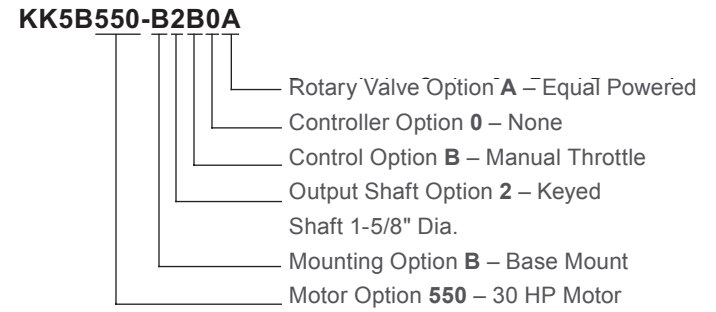 KK5B550-B2B0A
Rotary Valve Option A – Equal Powered
Controller Option 0 – None
Control Option B – Manual Throttle
Output Shaft Option 2 – Keyed
Shaft 1-5/8" Dia.
Mounting Option B – Base Mount
Motor Option 550 – 30 HP Motor